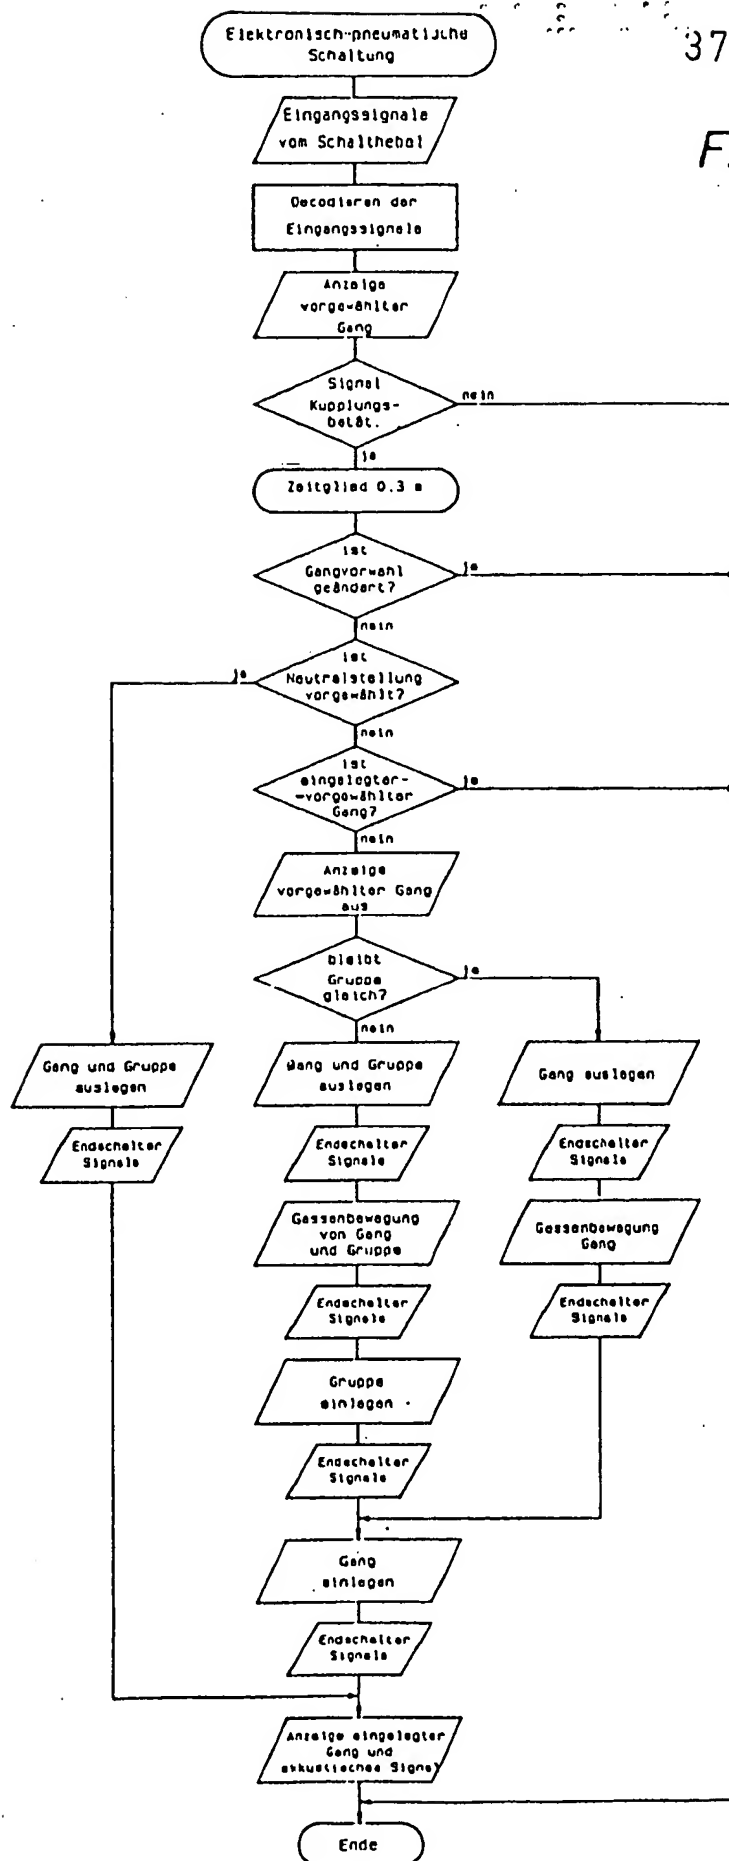 Elektronisch-pneumatische
Schaltung
37
F
Eingangssignale
vom Schalthebel
Decodieren der
Eingangssignale
Anzeige
vorgewählter
Gang
Signal
Kupplungs-
betät.
nein
ja
Zeitglied 0.3 s
ist
Gangvorwahl
geändert?
ja
nein
ist
Neutralstellung
vorgewählt?
ja
nein
ist
eingelegter-
-vorgewählter
Gang?
ja
nein
Anzeige
vorgewählter Gang
aus
bleibt
Gruppe
gleich?
ja
nein
Gang und Gruppe
auslegen
Gang und Gruppe
auslegen
Gang auslegen
Endschalter
Signale
Endschalter
Signale
Endschalter
Signale
Gassenbewegung
von Gang
und Gruppe
Gassenbewegung
Gang
Endschalter
Signale
Endschalter
Signale
Gruppe
einlegen
Endschalter
Signale
Gang
einlegen
Endschalter
Signale
Anzeige eingelegter
Gang und
akkustisches Signal
Ende